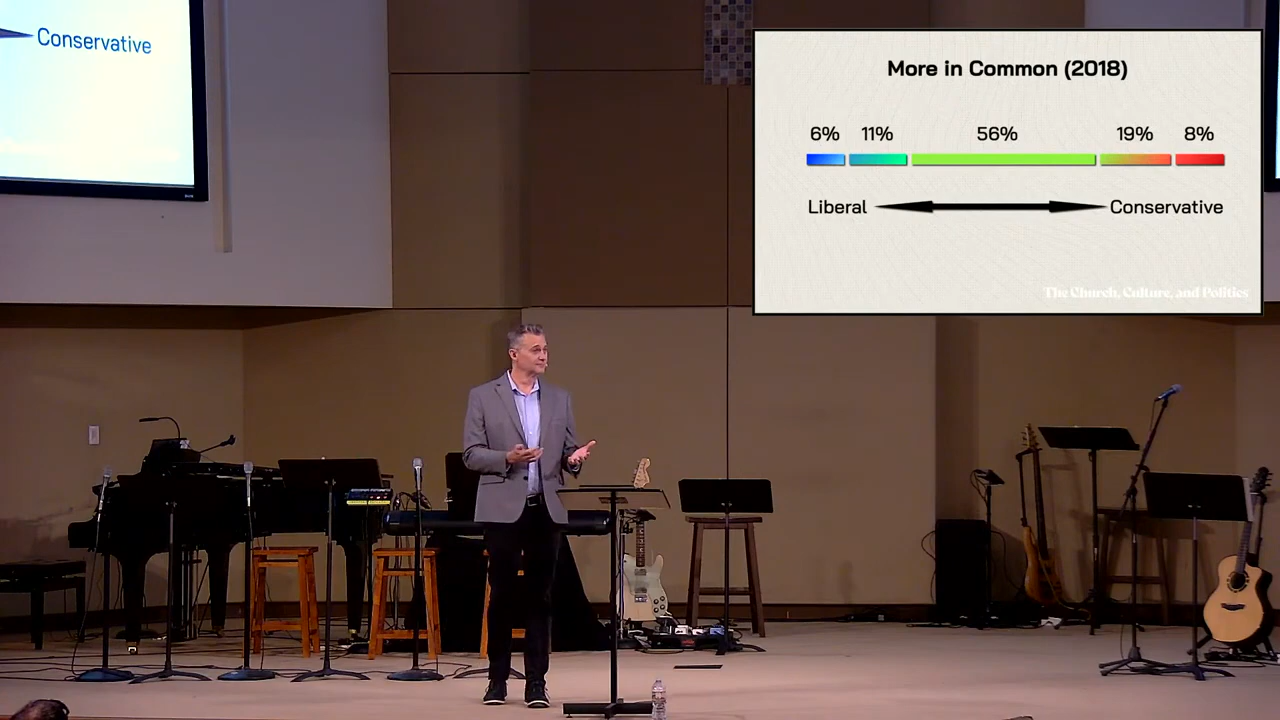 Conservative
More in Common (2018)
6% 11% 56% 19% 8%
Liberal Conservative
The Church, Culture, and Politics